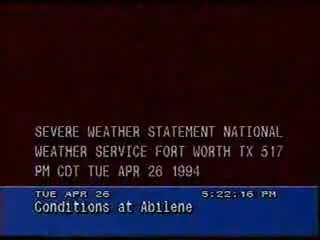 SEVERE WEATHER STATEMENT NATIONAL
WEATHER SERVICE FORT WORTH TX 517
PM CDT TUE APR 26 1994
TUE APR 26 5:22:16 PM
Conditions at Abilene